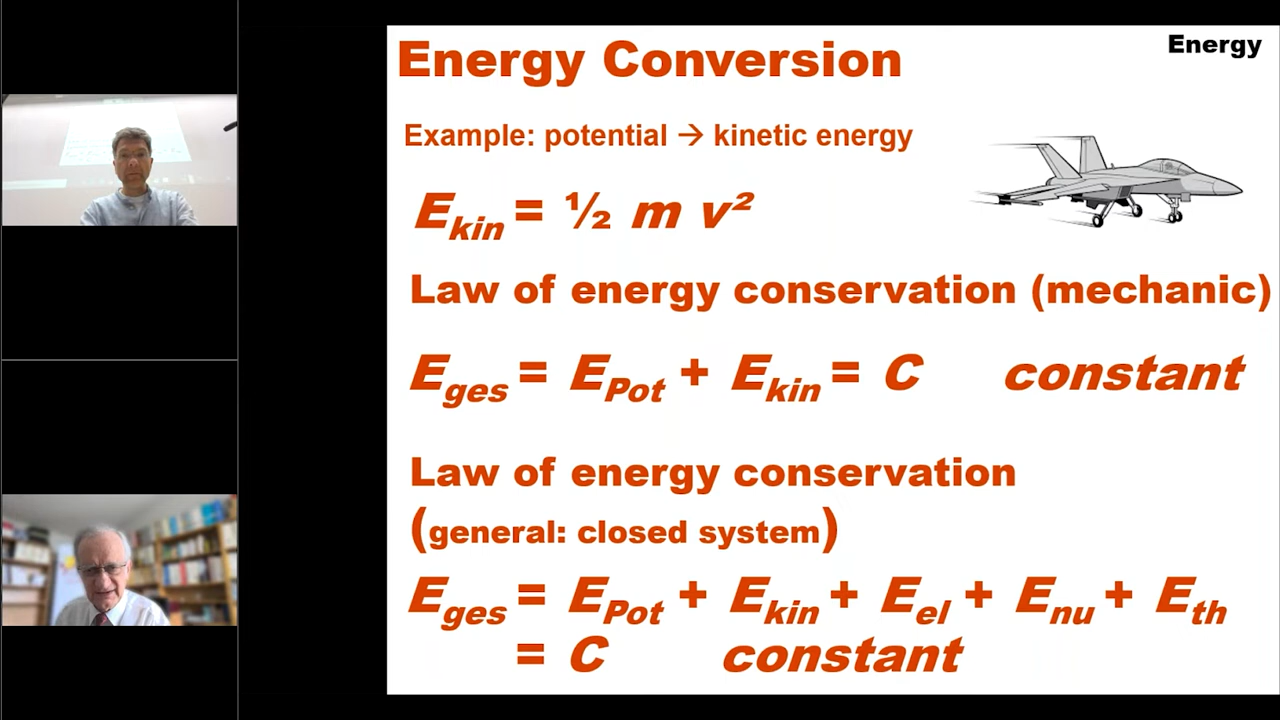 Energy Conversion
Energy
Example: potential → kinetic energy
Ekin = ½ m v²
Law of energy conservation (mechanic)
Eges = EPot + Ekin = C constant
Law of energy conservation
(general: closed system)
Eges = EPot + Ekin + Eel + Enu + Eth
= C constant